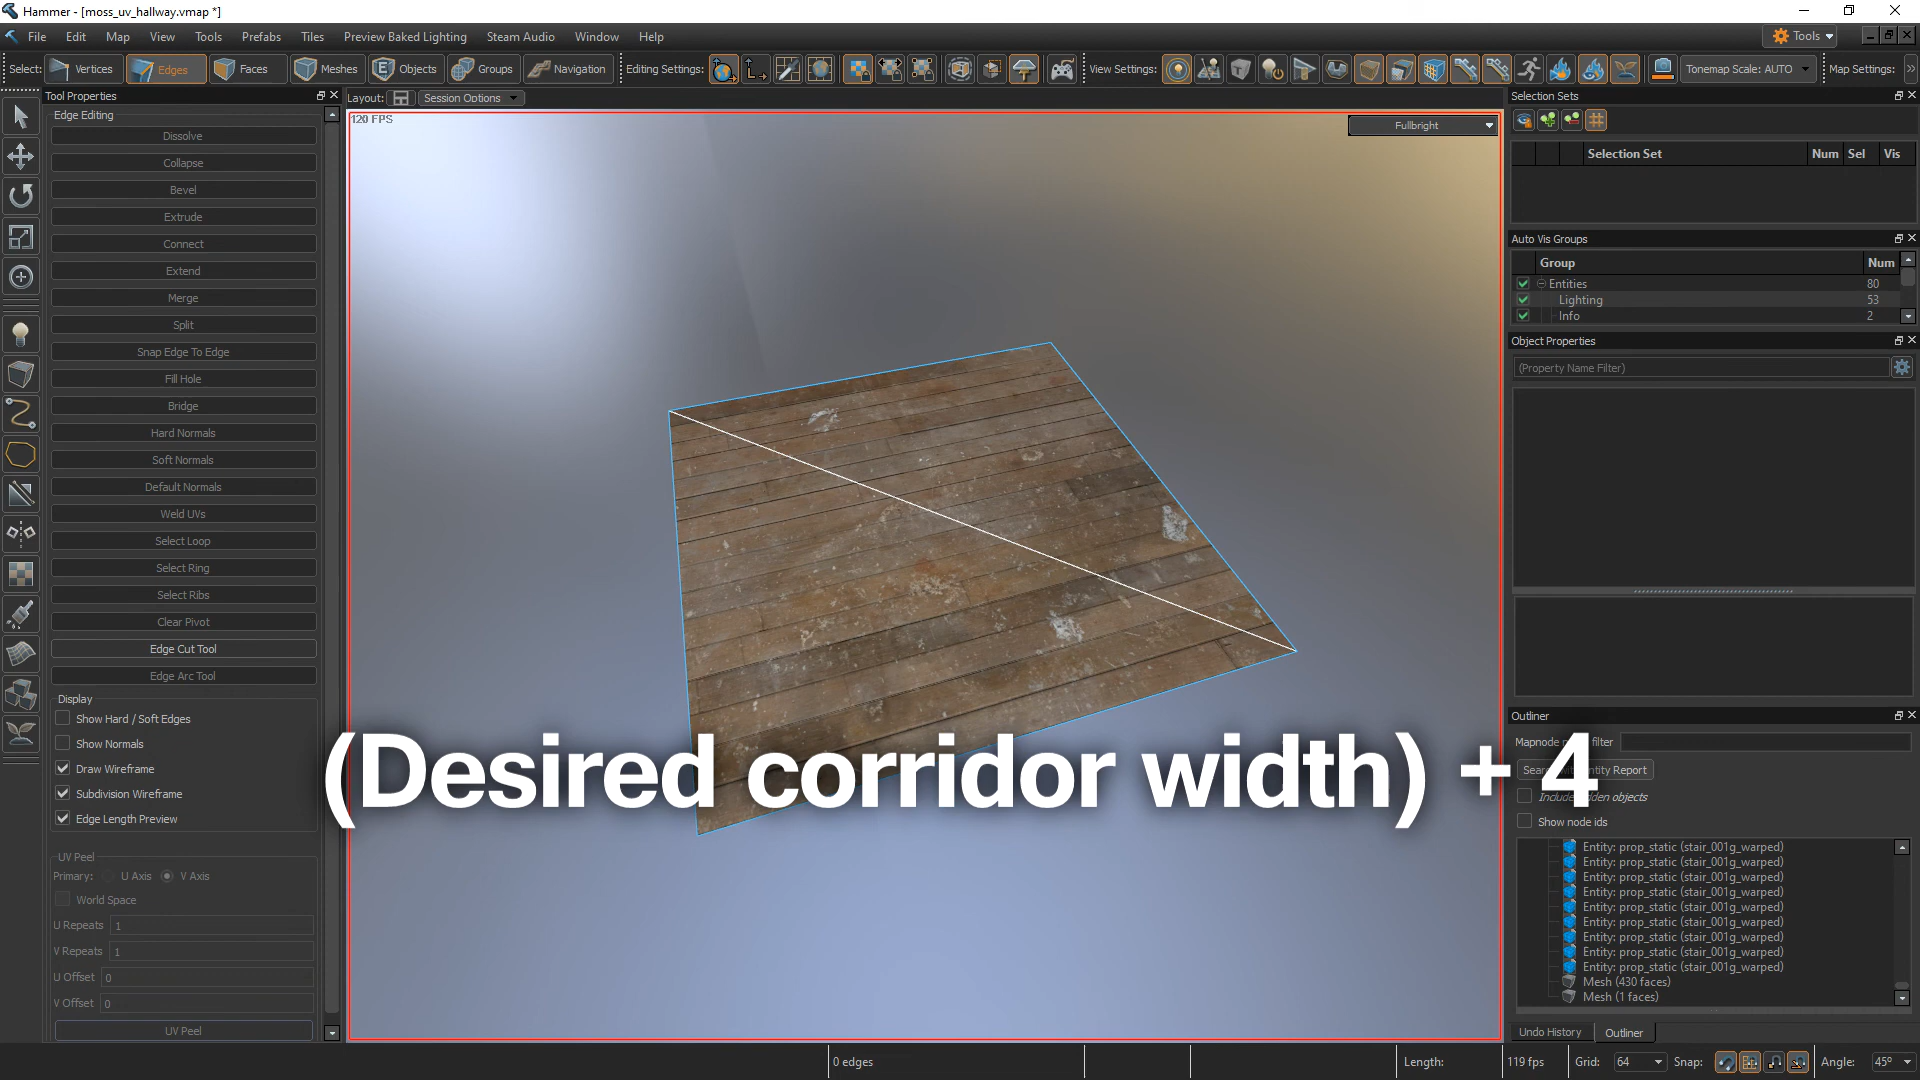 Hammer - [moss_uv_hallway.vmap *]
File Edit Map View Tools Prefabs Tiles Preview Baked Lighting Steam Audio Window Help
Tools
Select: Vertices Edges Faces Meshes Objects Groups Navigation Editing Settings: View Settings: Tonemap Scale: AUTO Map Settings:
Tool Properties
Edge Editing
Dissolve
Collapse
Bevel
Extrude
Connect
Extend
Merge
Split
Snap Edge To Edge
Fill Hole
Bridge
Hard Normals
Soft Normals
Default Normals
Weld UVs
Select Loop
Select Ring
Select Ribs
Clear Pivot
Edge Cut Tool
Edge Arc Tool
Display
Show Hard / Soft Edges
Show Normals
Draw Wireframe
Subdivision Wireframe
Edge Length Preview
UV Peel
Primary: U Axis V Axis
World Space
U Repeats 1
V Repeats 1
U Offset 0
V Offset 0
UV Peel
Layout: Session Options
120 FPS
Fullbright
(Desired corridor width) + 4
Selection Sets
Selection Set Num Sel Vis
Auto Vis Groups
Group Num
Entities 80
Lighting 53
Info 2
Object Properties
(Property Name Filter)
Outliner
Mapnode filter
Entity Report
hidden objects
Show node ids
Entity: prop_static (stair_001g_warped)
Entity: prop_static (stair_001g_warped)
Entity: prop_static (stair_001g_warped)
Entity: prop_static (stair_001g_warped)
Entity: prop_static (stair_001g_warped)
Entity: prop_static (stair_001g_warped)
Entity: prop_static (stair_001g_warped)
Entity: prop_static (stair_001g_warped)
Entity: prop_static (stair_001g_warped)
Mesh (430 faces)
Mesh (1 faces)
Undo History Outliner
0 edges Length: 119 fps Grid: 64 Snap: Angle: 45º